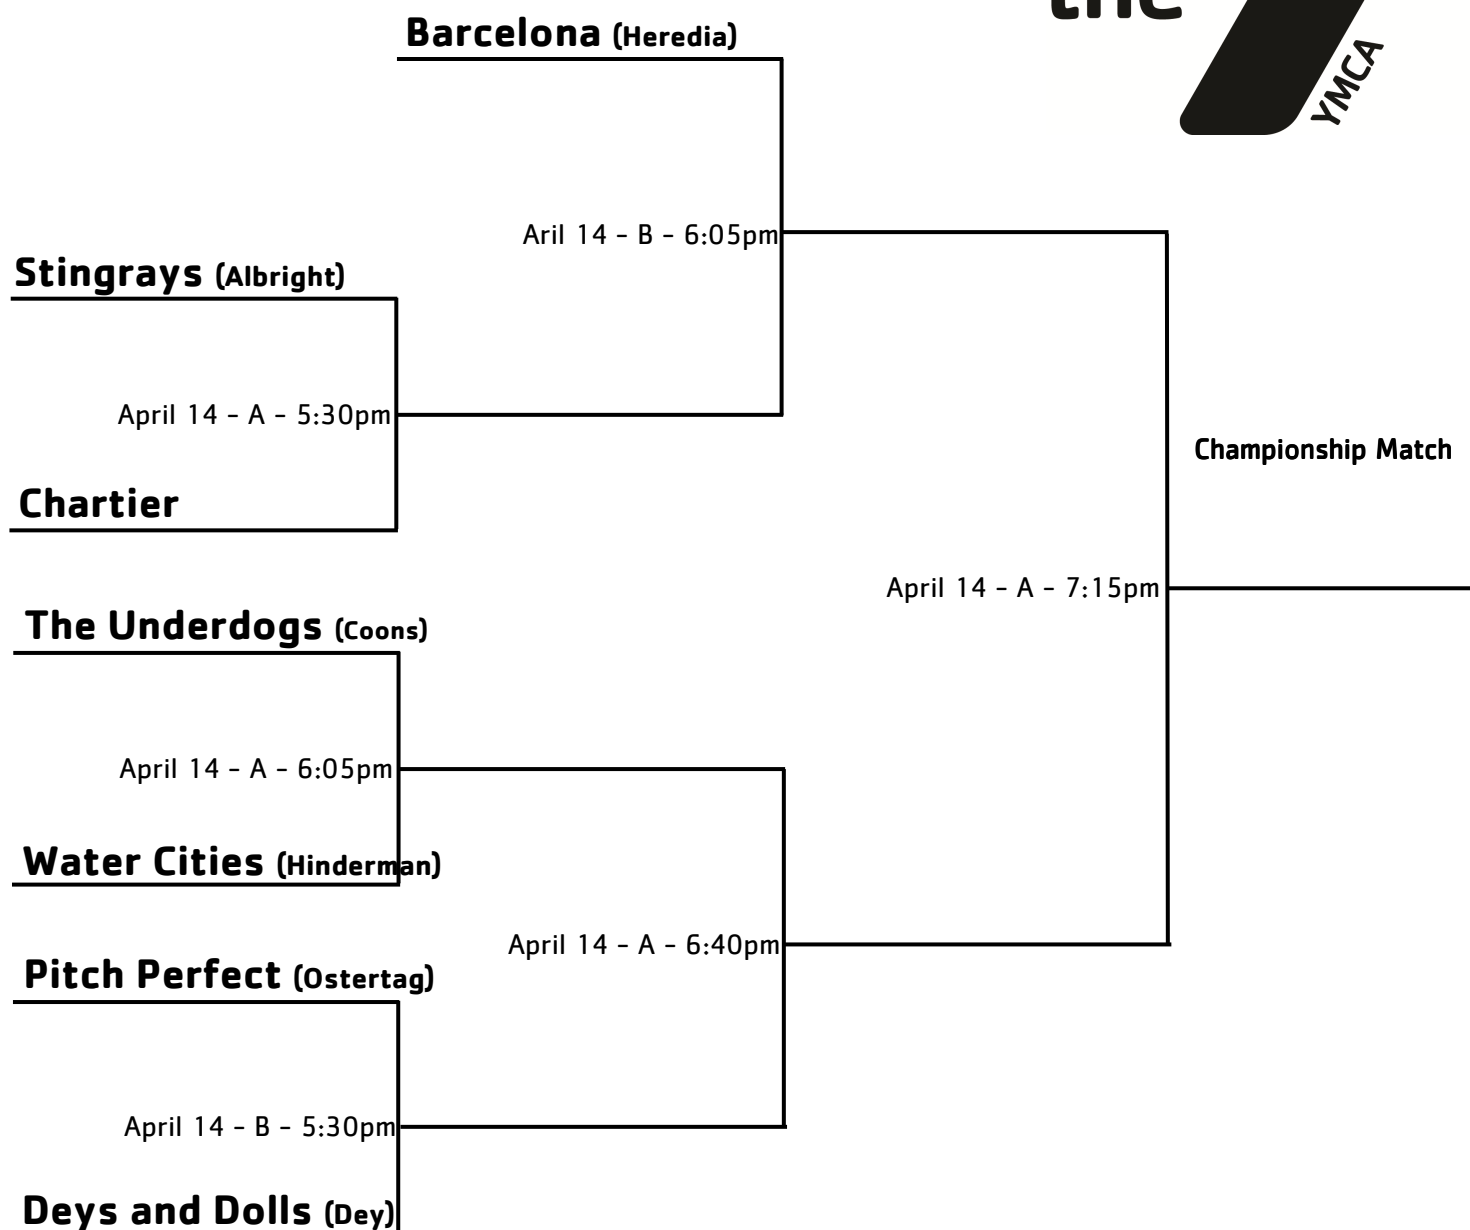 the
YMCA
Barcelona (Heredia)
Aril 14 - B - 6:05pm
Stingrays (Albright)
April 14 - A - 5:30pm
Championship Match
Chartier
April 14 - A - 7:15pm
The Underdogs (Coons)
April 14 - A - 6:05pm
Water Cities (Hinderman)
April 14 - A - 6:40pm
Pitch Perfect (Ostertag)
April 14 - B - 5:30pm
Deys and Dolls (Dey)